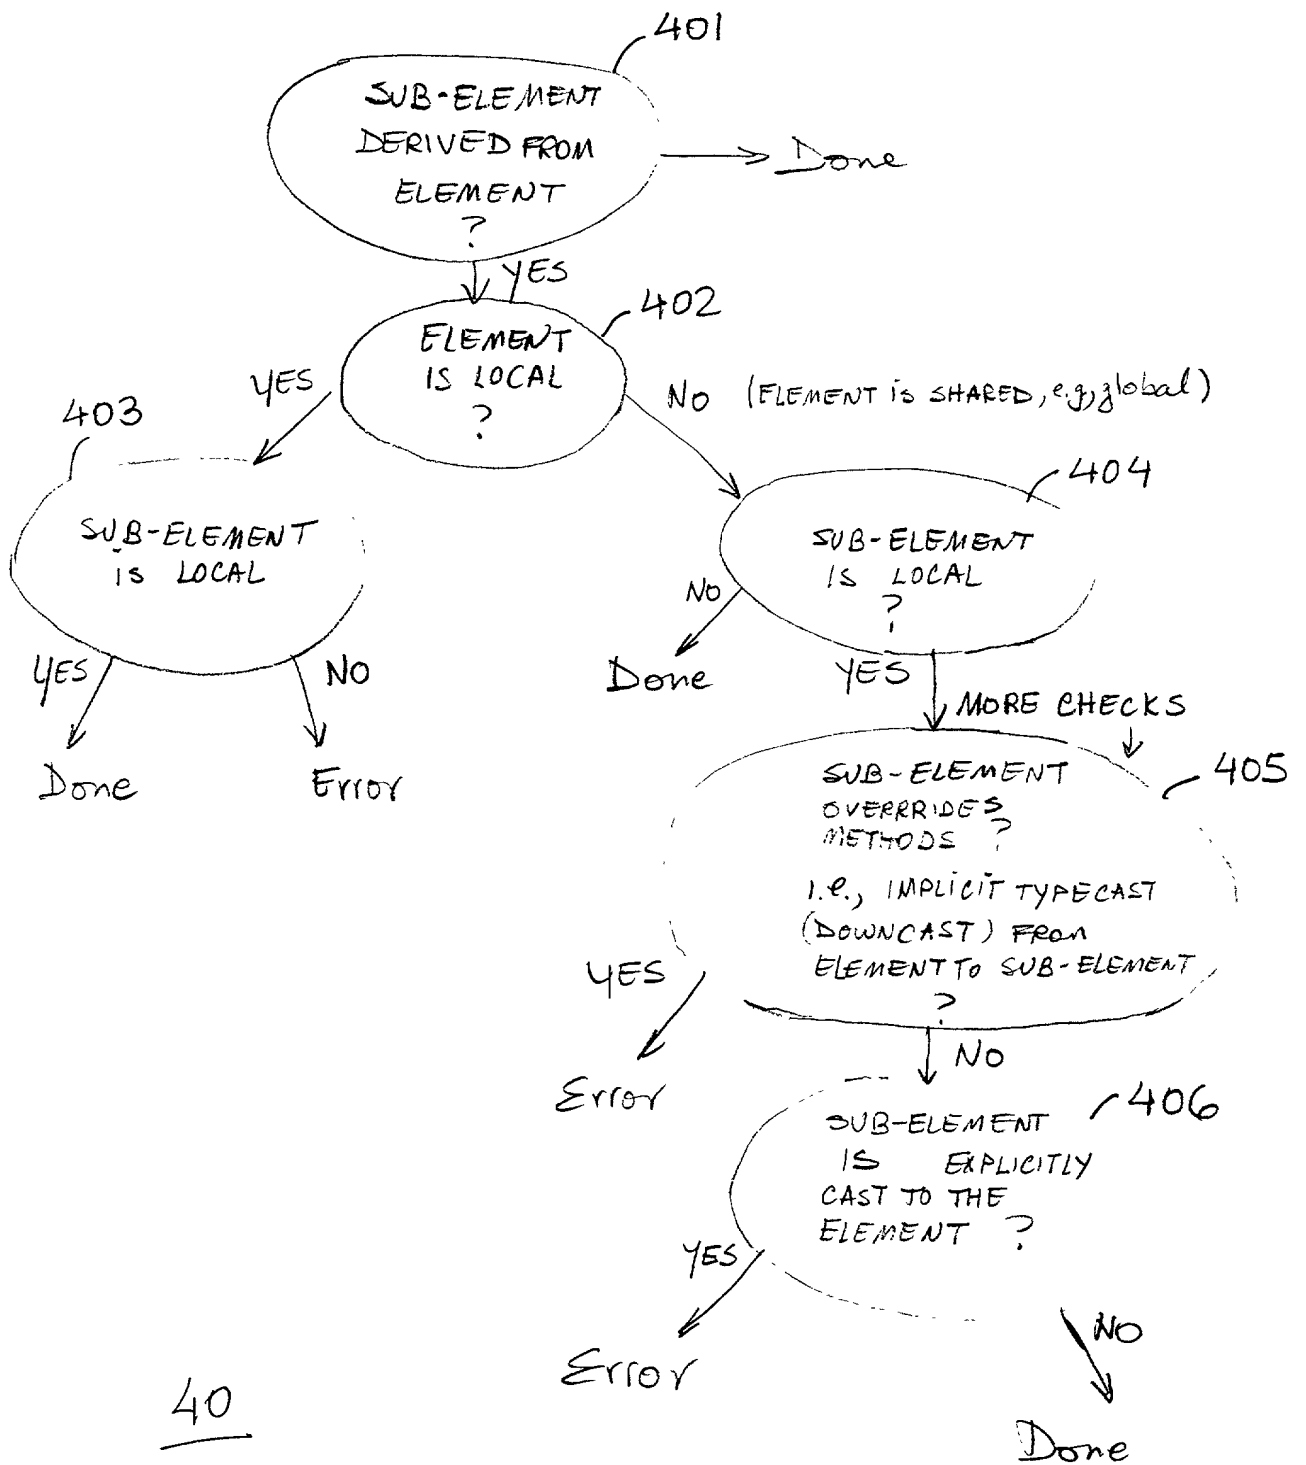 401
SUB-ELEMENT
DERIVED FROM
ELEMENT
?
Done
YES
402
ELEMENT
IS LOCAL
?
YES
NO (ELEMENT is SHARED, e.g, global)
403
404
SUB-ELEMENT
is LOCAL
SUB-ELEMENT
IS LOCAL
?
NO
YES
NO
Done
YES
MORE CHECKS
Done
Error
405
SUB-ELEMENT
OVERRRIDES
METHODS ?
i.e., IMPLICIT TYPECAST
(DOWNCAST) FROM
ELEMENT TO SUB-ELEMENT
?
YES
NO
Error
406
SUB-ELEMENT
IS EXPLICITLY
CAST TO THE
ELEMENT ?
YES
NO
Error
40
Done